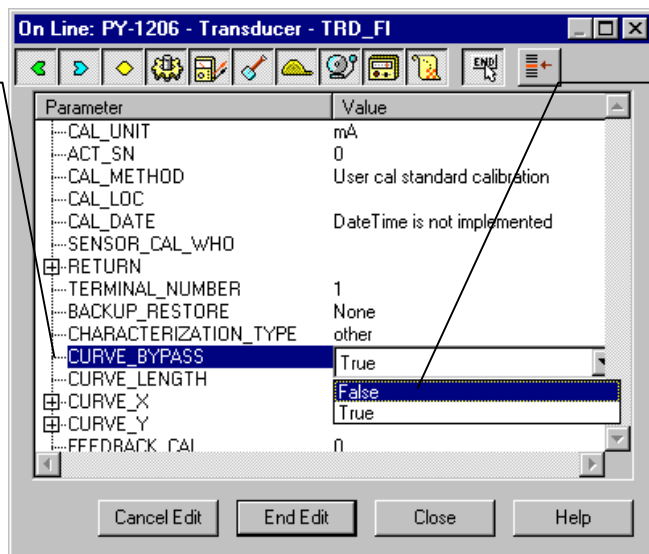 On Line: PY-1206 - Transducer - TRD_FI
END
Parameter Value
CAL_UNIT mA
ACT_SN 0
CAL_METHOD User cal standard calibration
CAL_LOC
CAL_DATE DateTime is not implemented
SENSOR_CAL_WHO
RETURN
TERMINAL_NUMBER 1
BACKUP_RESTORE None
CHARACTERIZATION_TYPE other
CURVE_BYPASS True
CURVE_LENGTH False
CURVE_X True
CURVE_Y
FEEDBACK_CAL 0
Cancel Edit End Edit Close Help